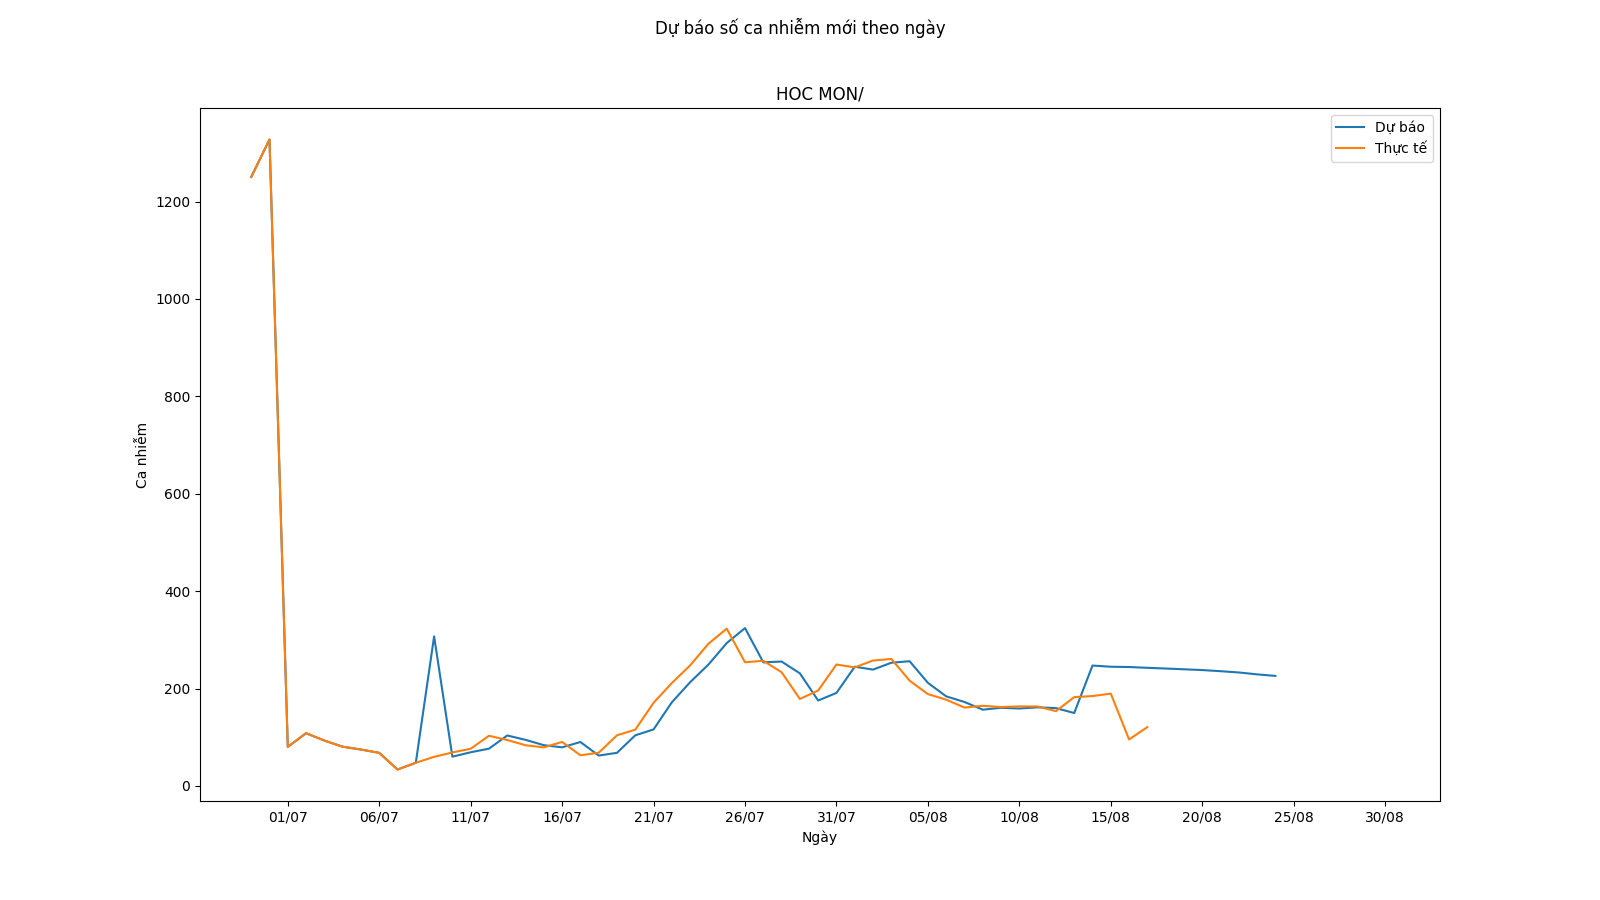 Dự báo số ca nhiễm mới theo ngày
HOC MON/
Dự báo
Thực tế
1200
1000
800
600
400
200
0
Ca nhiễm
01/07 06/07 11/07 16/07 21/07 26/07 31/07 05/08 10/08 15/08 20/08 25/08 30/08
Ngày